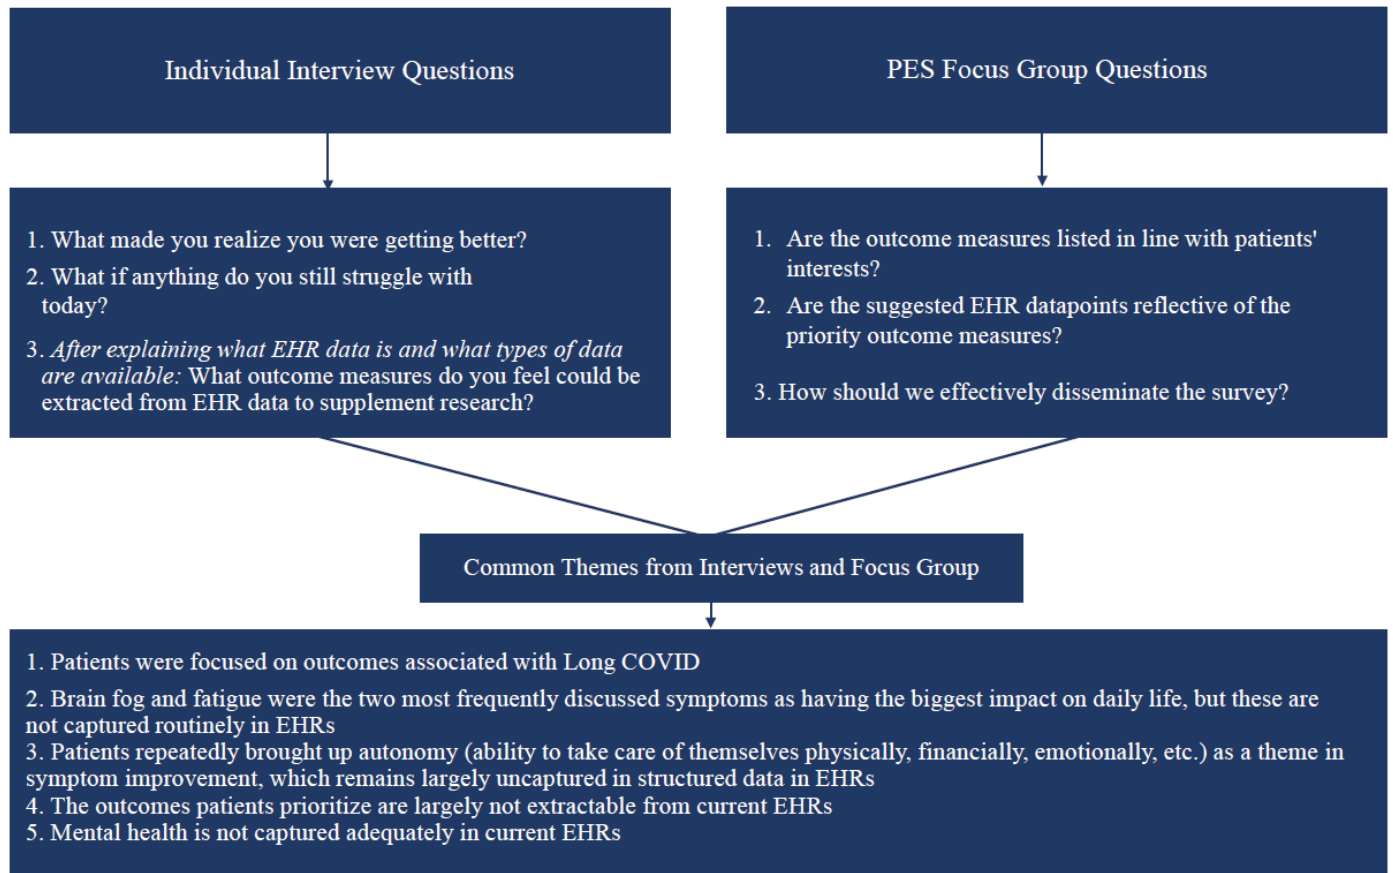 Individual Interview Questions
PES Focus Group Questions
1. What made you realize you were getting better?
2. What if anything do you still struggle with
today?
3. After explaining what EHR data is and what types of data
are available: What outcome measures do you feel could be
extracted from EHR data to supplement research?
1. Are the outcome measures listed in line with patients'
interests?
2. Are the suggested EHR datapoints reflective of the
priority outcome measures?
3. How should we effectively disseminate the survey?
Common Themes from Interviews and Focus Group
1. Patients were focused on outcomes associated with Long COVID
2. Brain fog and fatigue were the two most frequently discussed symptoms as having the biggest impact on daily life, but these are
not captured routinely in EHRs
3. Patients repeatedly brought up autonomy (ability to take care of themselves physically, financially, emotionally, etc.) as a theme in
symptom improvement, which remains largely uncaptured in structured data in EHRs
4. The outcomes patients prioritize are largely not extractable from current EHRs
5. Mental health is not captured adequately in current EHRs